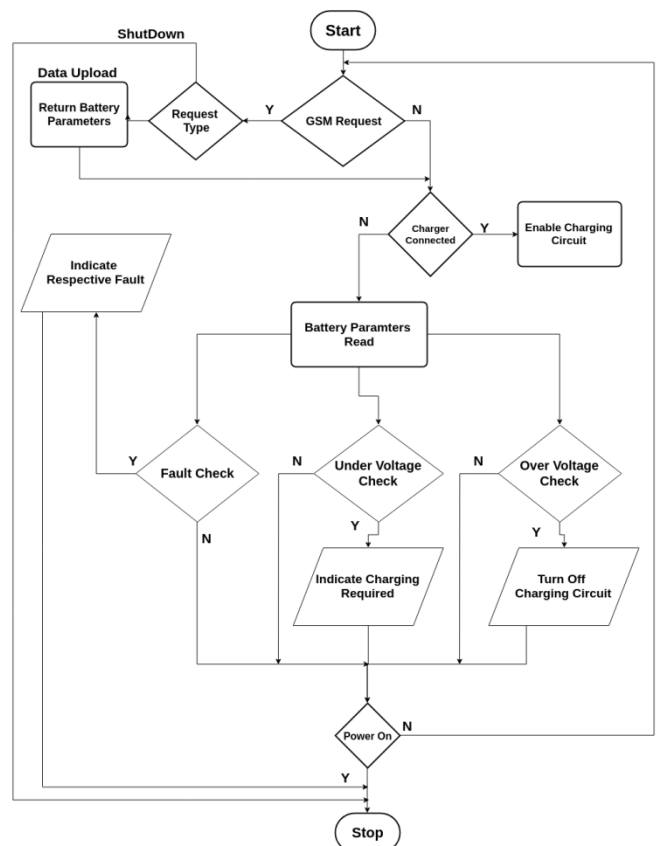 ShutDown
Start
Data Upload
Return Battery
Parameters
Request
Type
Y
GSM Request
N
N
Charger
Connected
Y
Enable Charging
Circuit
Indicate
Respective Fault
Battery Paramters
Read
Y
Fault Check
N
N
Under Voltage
Check
Y
N
Over Voltage
Check
Y
Indicate Charging
Required
Turn Off
Charging Circuit
Power On
N
Y
Stop